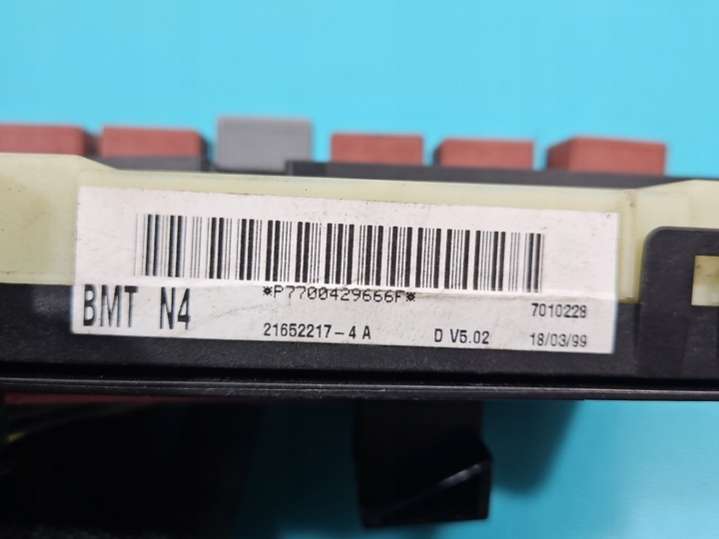 *P7700429666F*
BMT N4
7010228
21652217-4 A D V5.02 18/03/99